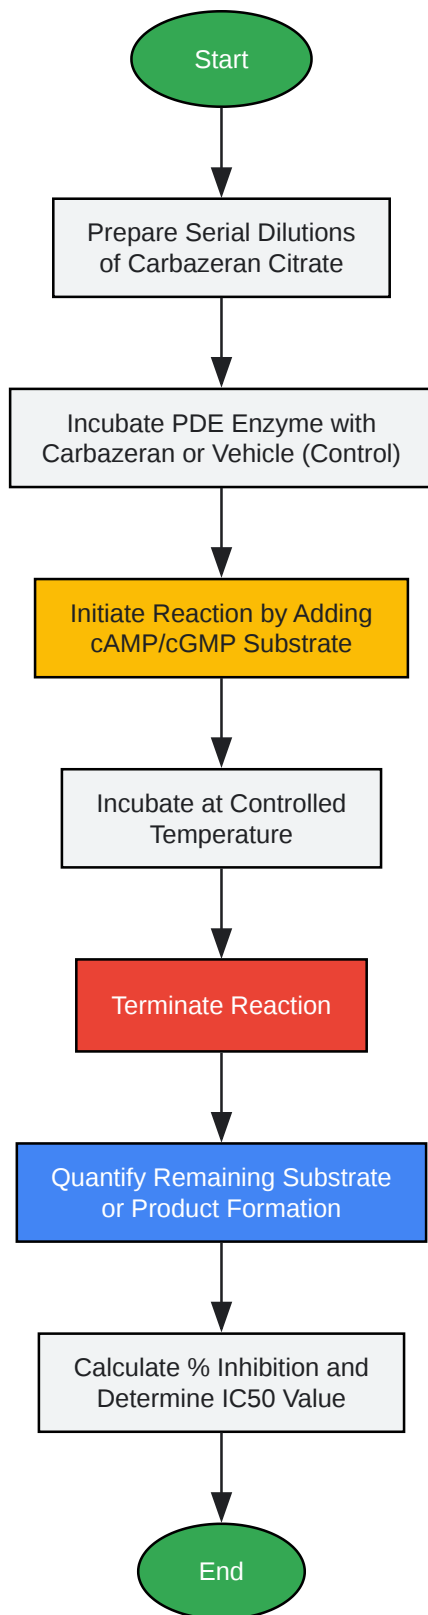 Start
Prepare Serial Dilutions
of Carbazeran Citrate
Incubate PDE Enzyme with
Carbazeran or Vehicle (Control)
Initiate Reaction by Adding
cAMP/cGMP Substrate
Incubate at Controlled
Temperature
Terminate Reaction
Quantify Remaining Substrate
or Product Formation
Calculate % Inhibition and
Determine IC50 Value
End